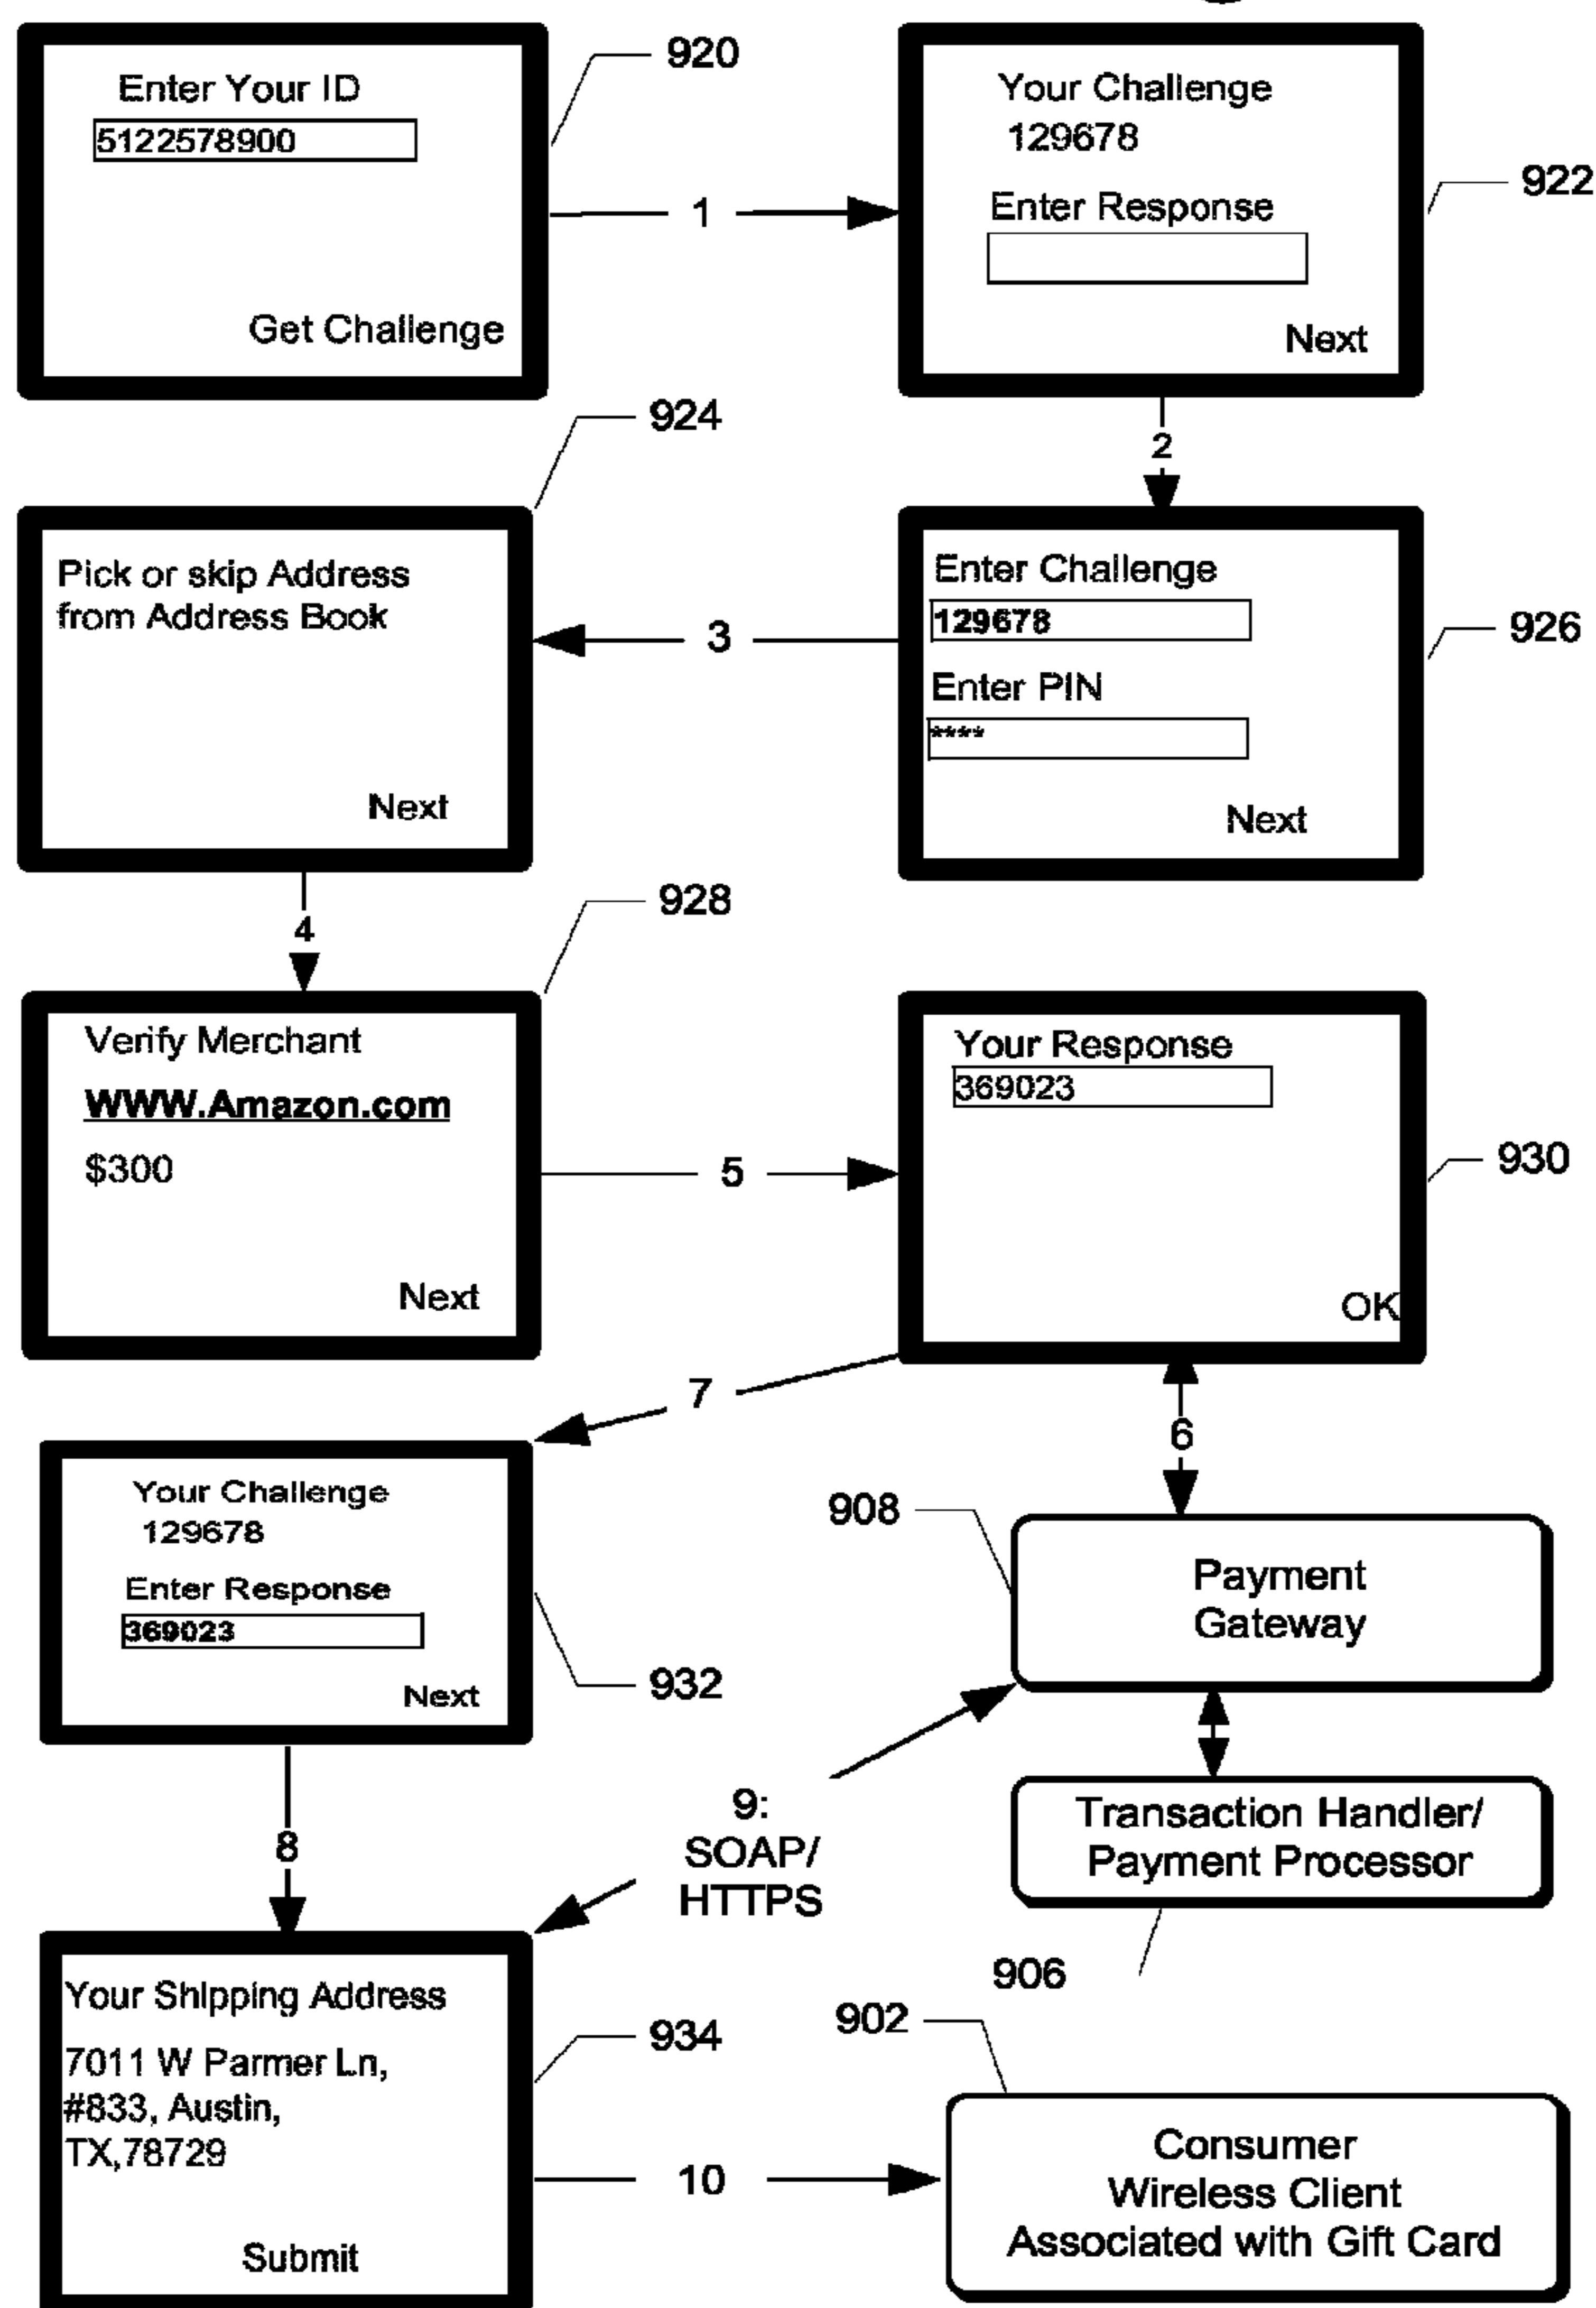 Enter Your ID
5122578900
Get Challenge
920
1
Your Challenge
129678
Enter Response
Next
922
2
924
Pick or skip Address
from Address Book
Next
3
Enter Challenge
129678
Enter PIN
****
Next
926
4
928
Verify Merchant
WWW.Amazon.com
$300
Next
5
Your Response
369023
OK
930
7
6
Your Challenge
129678
Enter Response
369023
Next
932
908
Payment
Gateway
8
9:
SOAP/
HTTPS
Transaction Handler/
Payment Processor
906
Your Shipping Address
7011 W Parmer Ln,
#833, Austin,
TX,78729
Submit
934
10
902
Consumer
Wireless Client
Associated with Gift Card